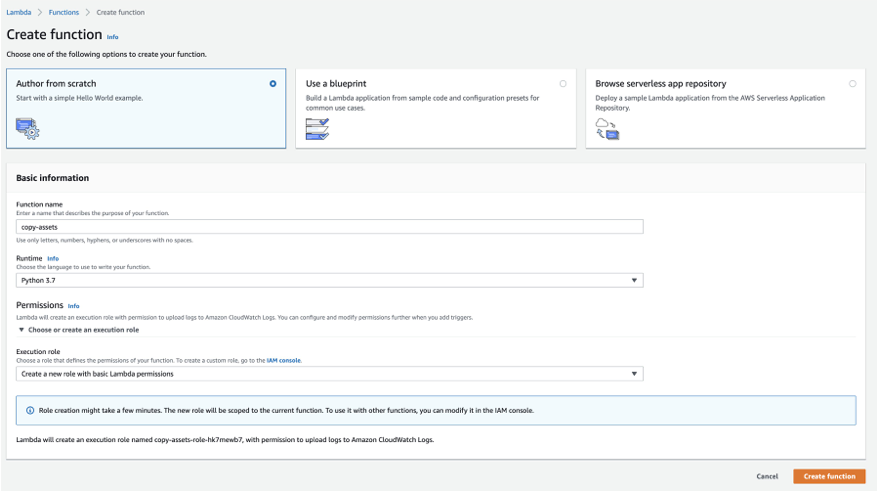 Lambda > Functions > Create function
Create function Info
Choose one of the following options to create your function.
Author from scratch
Start with a simple Hello World example.
Use a blueprint
Build a Lambda application from sample code and configuration presets for
common use cases.
Browse serverless app repository
Deploy a sample Lambda application from the AWS Serverless Application
Repository.
Basic information
Function name
Enter a name that describes the purpose of your function.
copy-assets
Use only letters, numbers, hyphens, or underscores with no spaces.
Runtime Info
Choose the language to use to write your function.
Python 3.7
Permissions Info
Lambda will create an execution role with permission to upload logs to Amazon CloudWatch Logs. You can configure and modify permissions further when you add triggers.
Choose or create an execution role
Execution role
Choose a role that defines the permissions of your function. To create a custom role, go to the IAM console.
Create a new role with basic Lambda permissions
Role creation might take a few minutes. The new role will be scoped to the current function. To use it with other functions, you can modify it in the IAM console.
Lambda will create an execution role named copy-assets-role-hk7mewb7, with permission to upload logs to Amazon CloudWatch Logs.
Cancel Create function